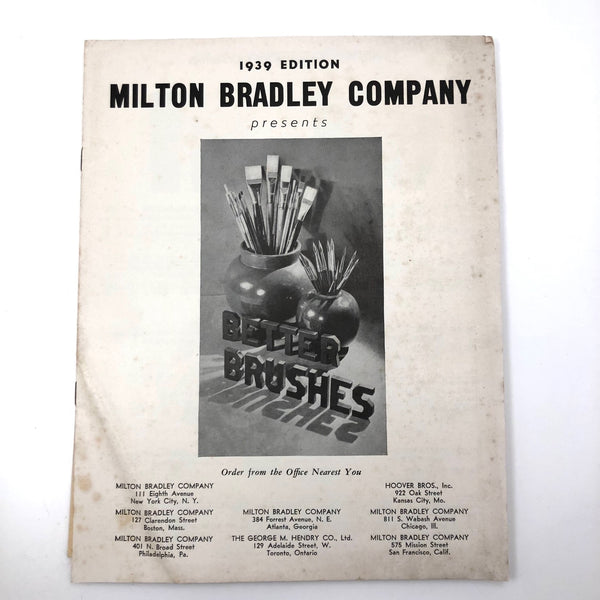 1939 EDITION
MILTON BRADLEY COMPANY
presents
BETTER
BRUSHES
Order from the Office Nearest You
MILTON BRADLEY COMPANY
111 Eighth Avenue
New York City, N. Y.
MILTON BRADLEY COMPANY
127 Clarendon Street
Boston, Mass.
MILTON BRADLEY COMPANY
401 N. Broad Street
Philadelphia, Pa.
MILTON BRADLEY COMPANY
384 Forrest Avenue, N. E.
Atlanta, Georgia
THE GEORGE M. HENDRY CO., Ltd.
129 Adelaide Street, W.
Toronto, Ontario
HOOVER BROS., Inc.
922 Oak Street
Kansas City, Mo.
MILTON BRADLEY COMPANY
811 S. Wabash Avenue
Chicago, Ill.
MILTON BRADLEY COMPANY
575 Mission Street
San Francisco, Calif.